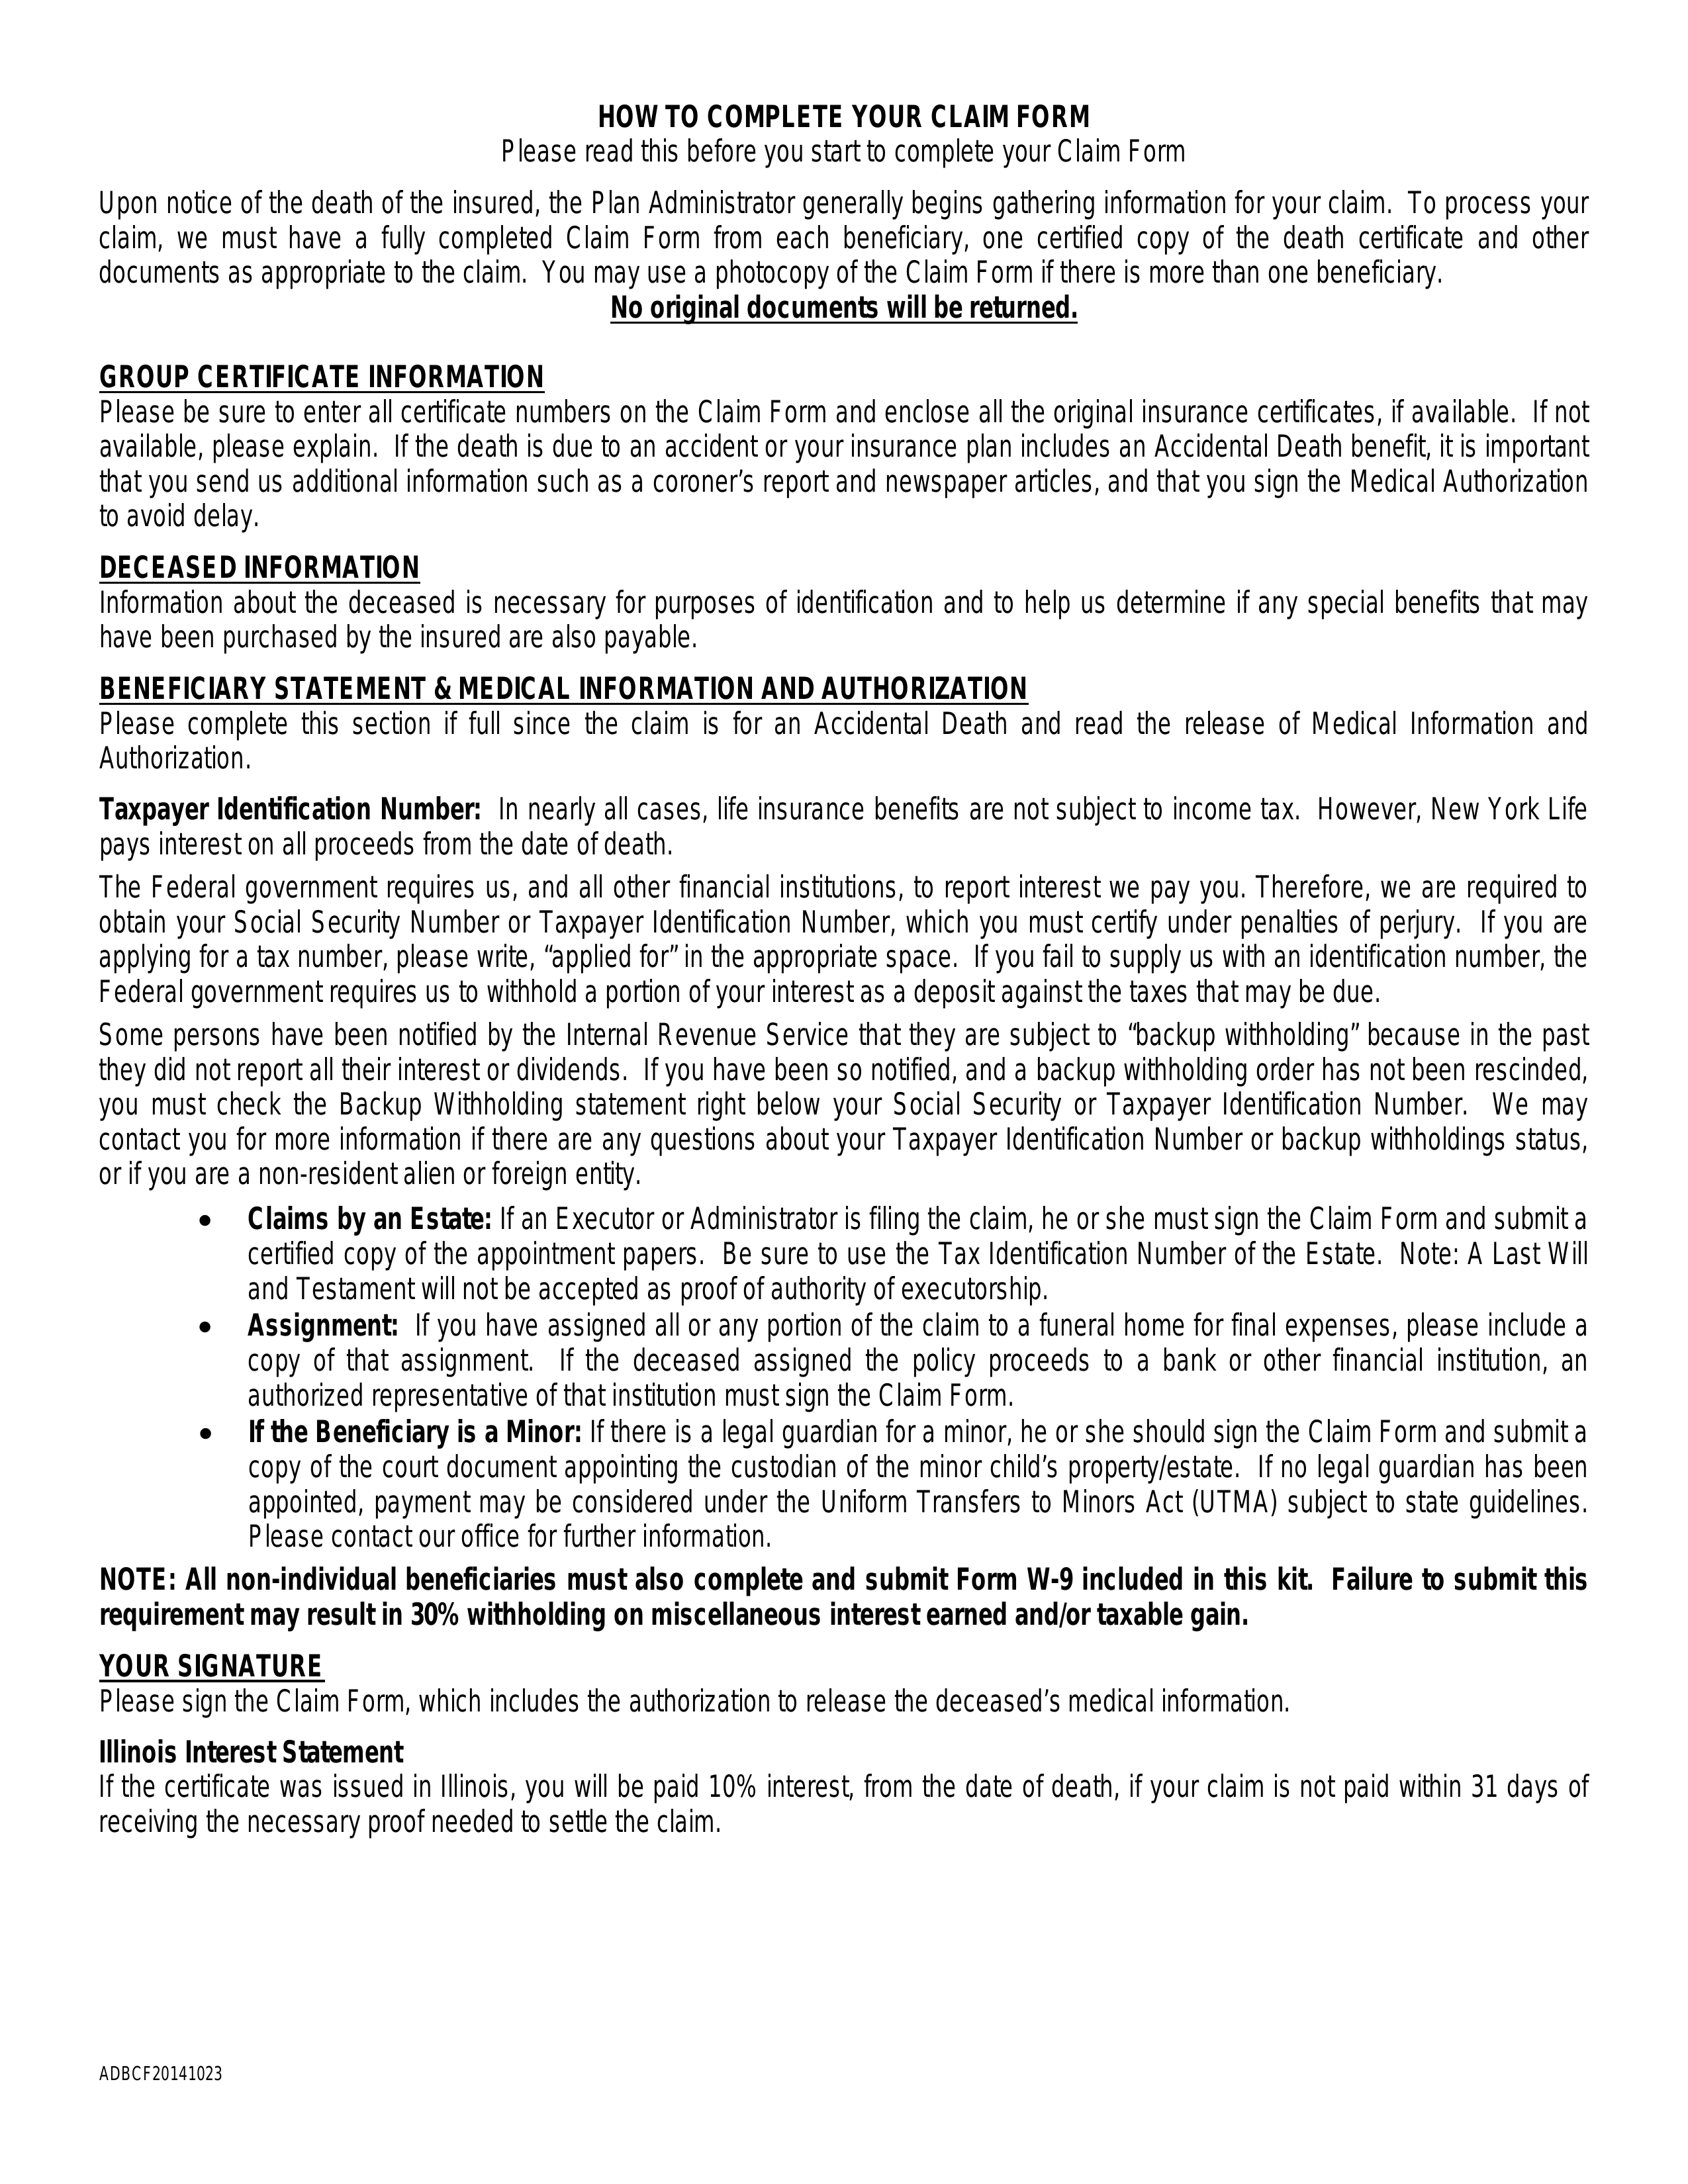 HOW TO COMPLETE YOUR CLAIM FORM
Please read this before you start to complete your Claim Form
Upon notice of the death of the insured, the Plan Administrator generally begins gathering information for your claim.  To process your
claim, we must have a fully completed Claim Form from each beneficiary, one certified copy of the death certificate and other
documents as appropriate to the claim.  You may use a photocopy of the Claim Form if there is more than one beneficiary.
No original documents will be returned.
GROUP CERTIFICATE INFORMATION
Please be sure to enter all certificate numbers on the Claim Form and enclose all the original insurance certificates, if available.  If not
available, please explain.  If the death is due to an accident or your insurance plan includes an Accidental Death benefit, it is important
that you send us additional information such as a coroner’s report and newspaper articles, and that you sign the Medical Authorization
to avoid delay.
DECEASED INFORMATION
Information about the deceased is necessary for purposes of identification and to help us determine if any special benefits that may
have been purchased by the insured are also payable.
BENEFICIARY STATEMENT & MEDICAL INFORMATION AND AUTHORIZATION
Please complete this section if full since the claim is for an Accidental Death and read the release of Medical Information and
Authorization.
Taxpayer Identification Number:  In nearly all cases, life insurance benefits are not subject to income tax.  However, New York Life
pays interest on all proceeds from the date of death.
The Federal government requires us, and all other financial institutions, to report interest we pay you. Therefore, we are required to
obtain your Social Security Number or Taxpayer Identification Number, which you must certify under penalties of perjury.  If you are
applying for a tax number, please write, “applied for” in the appropriate space.  If you fail to supply us with an identification number, the
Federal government requires us to withhold a portion of your interest as a deposit against the taxes that may be due.
Some persons have been notified by the Internal Revenue Service that they are subject to “backup withholding” because in the past
they did not report all their interest or dividends.  If you have been so notified, and a backup withholding order has not been rescinded,
you must check the Backup Withholding statement right below your Social Security or Taxpayer Identification Number.  We may
contact you for more information if there are any questions about your Taxpayer Identification Number or backup withholdings status,
or if you are a non-resident alien or foreign entity.
• Claims by an Estate: If an Executor or Administrator is filing the claim, he or she must sign the Claim Form and submit a
certified copy of the appointment papers.  Be sure to use the Tax Identification Number of the Estate.  Note: A Last Will
and Testament will not be accepted as proof of authority of executorship.
• Assignment:  If you have assigned all or any portion of the claim to a funeral home for final expenses, please include a
copy of that assignment.  If the deceased assigned the policy proceeds to a bank or other financial institution, an
authorized representative of that institution must sign the Claim Form.
• If the Beneficiary is a Minor: If there is a legal guardian for a minor, he or she should sign the Claim Form and submit a
copy of the court document appointing the custodian of the minor child’s property/estate.  If no legal guardian has been
appointed, payment may be considered under the Uniform Transfers to Minors Act (UTMA) subject to state guidelines.
Please contact our office for further information.
NOTE: All non-individual beneficiaries must also complete and submit Form W-9 included in this kit.  Failure to submit this
requirement may result in 30% withholding on miscellaneous interest earned and/or taxable gain.
YOUR SIGNATURE
Please sign the Claim Form, which includes the authorization to release the deceased’s medical information.
Illinois Interest Statement
If the certificate was issued in Illinois, you will be paid 10% interest, from the date of death, if your claim is not paid within 31 days of
receiving the necessary proof needed to settle the claim.
ADBCF20141023